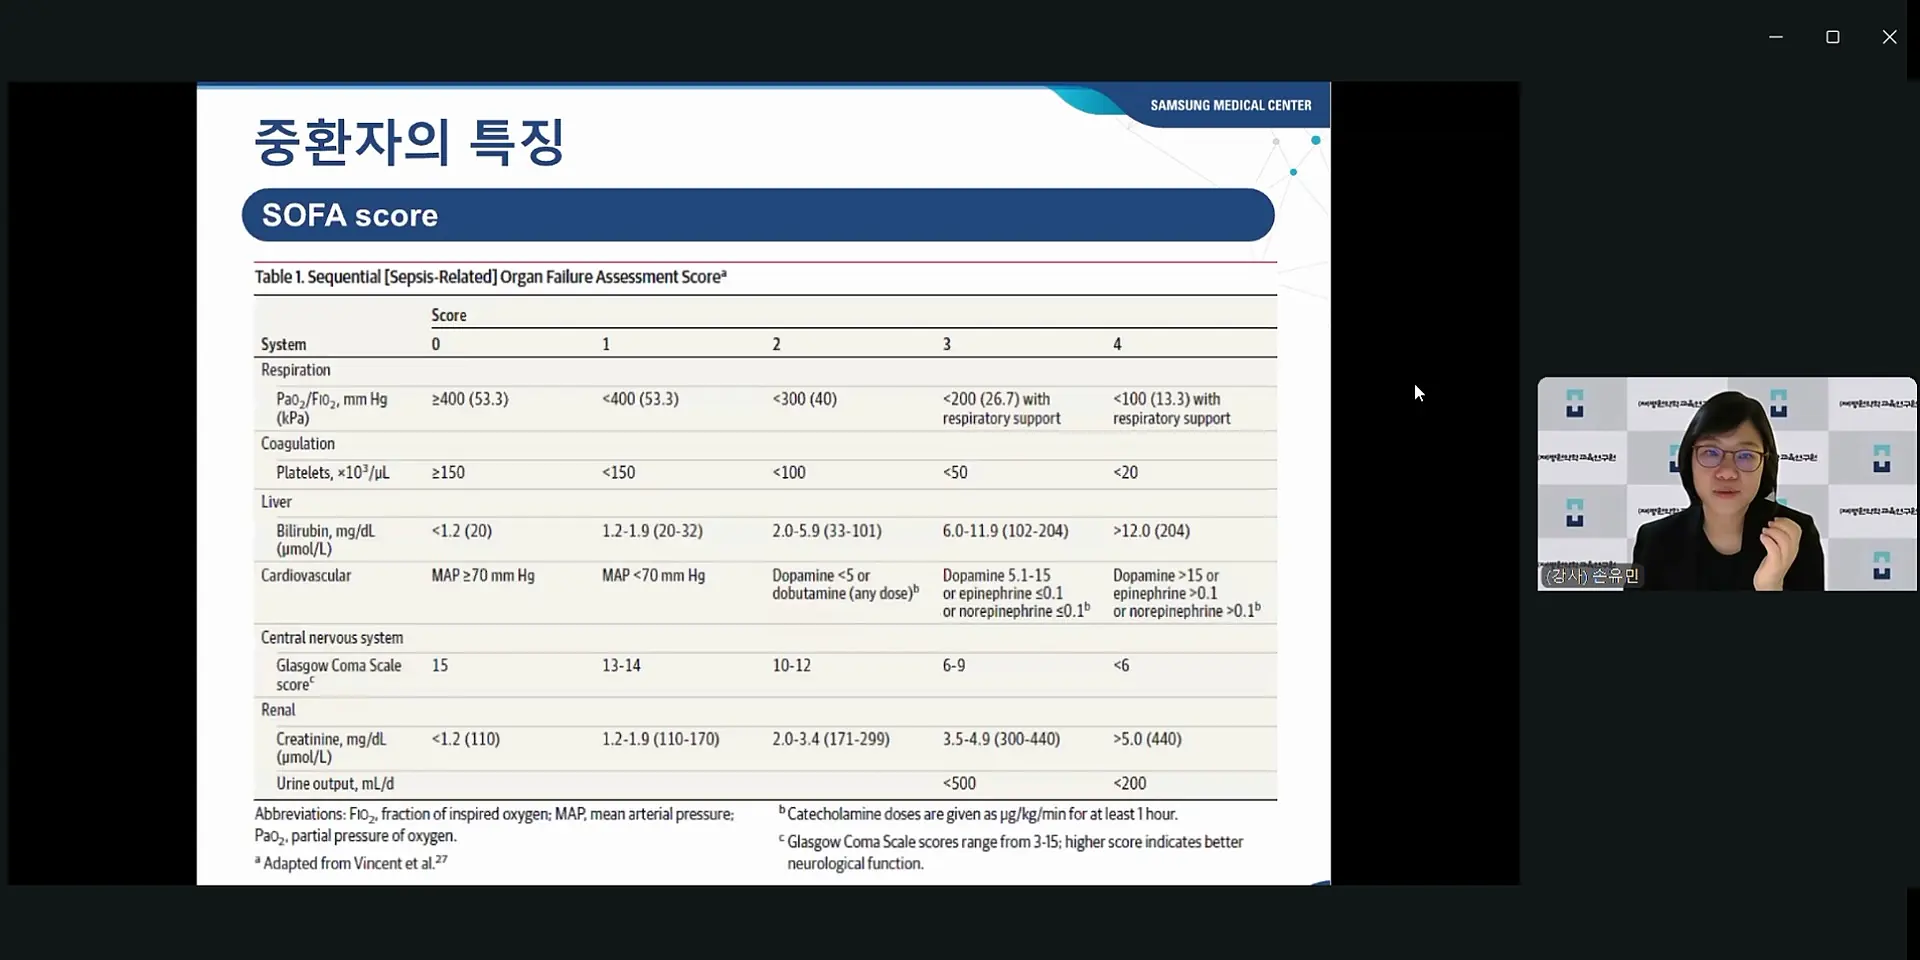 SAMSUNG MEDICAL CENTER
중환자의 특징
SOFA score
Table 1. Sequential [Sepsis-Related] Organ Failure Assessment Scoreᵃ
Score
System 0 1 2 3 4
Respiration
PaO₂/FIO₂, mm Hg ≥400 (53.3) <400 (53.3) <300 (40) <200 (26.7) with <100 (13.3) with
(kPa) respiratory support respiratory support
Coagulation
Platelets, ×10³/μL ≥150 <150 <100 <50 <20
Liver
Bilirubin, mg/dL <1.2 (20) 1.2-1.9 (20-32) 2.0-5.9 (33-101) 6.0-11.9 (102-204) >12.0 (204)
(μmol/L)
Cardiovascular MAP ≥70 mm Hg MAP <70 mm Hg Dopamine <5 or Dopamine 5.1-15 Dopamine >15 or
dobutamine (any dose)ᵇ or epinephrine ≤0.1 epinephrine >0.1
or norepinephrine ≤0.1ᵇ or norepinephrine >0.1ᵇ
Central nervous system
Glasgow Coma Scale 15 13-14 10-12 6-9 <6
scoreᶜ
Renal
Creatinine, mg/dL <1.2 (110) 1.2-1.9 (110-170) 2.0-3.4 (171-299) 3.5-4.9 (300-440) >5.0 (440)
(μmol/L)
Urine output, mL/d <500 <200
Abbreviations: FIO₂, fraction of inspired oxygen; MAP, mean arterial pressure;
PaO₂, partial pressure of oxygen.
ᵃ Adapted from Vincent et al.²⁷
ᵇ Catecholamine doses are given as μg/kg/min for at least 1 hour.
ᶜ Glasgow Coma Scale scores range from 3-15; higher score indicates better
neurological function.
(강사) 손유민